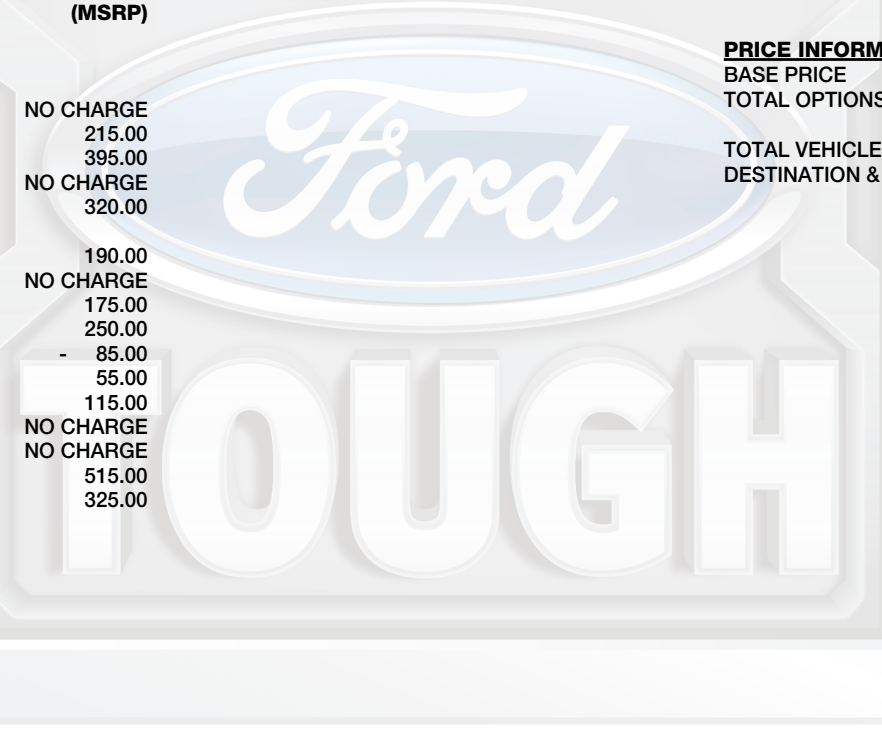 (MSRP)
NO CHARGE
215.00
395.00
NO CHARGE
320.00
190.00
NO CHARGE
175.00
250.00
- 85.00
55.00
115.00
NO CHARGE
NO CHARGE
515.00
325.00
PRICE INFORM
BASE PRICE
TOTAL OPTIONS
TOTAL VEHICLE
DESTINATION &
Ford
TOUGH